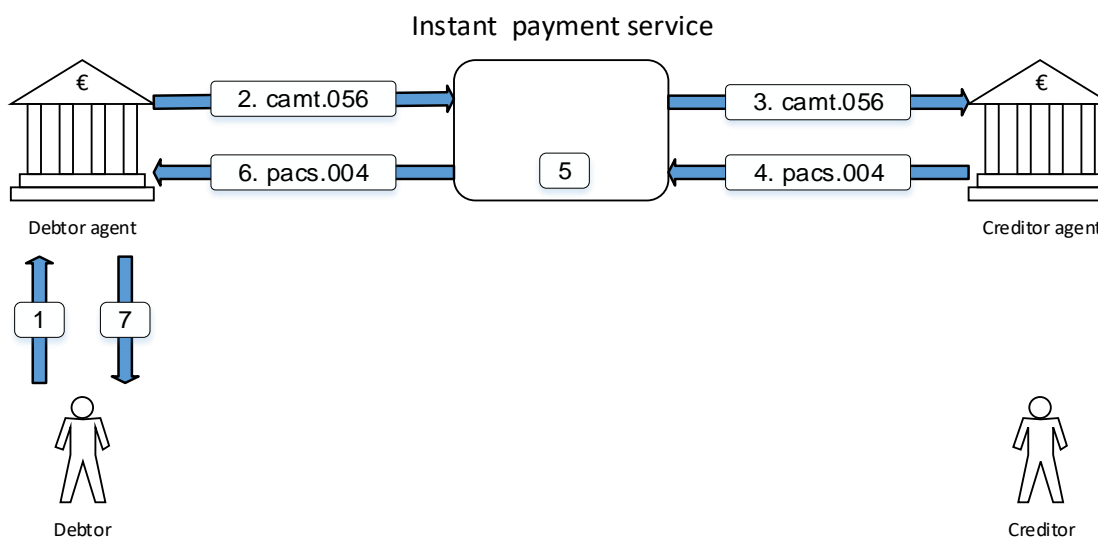 Instant payment service
€
€
2. camt.056
3. camt.056
6. pacs.004
5
4. pacs.004
Debtor agent
Creditor agent
1
7
Debtor
Creditor